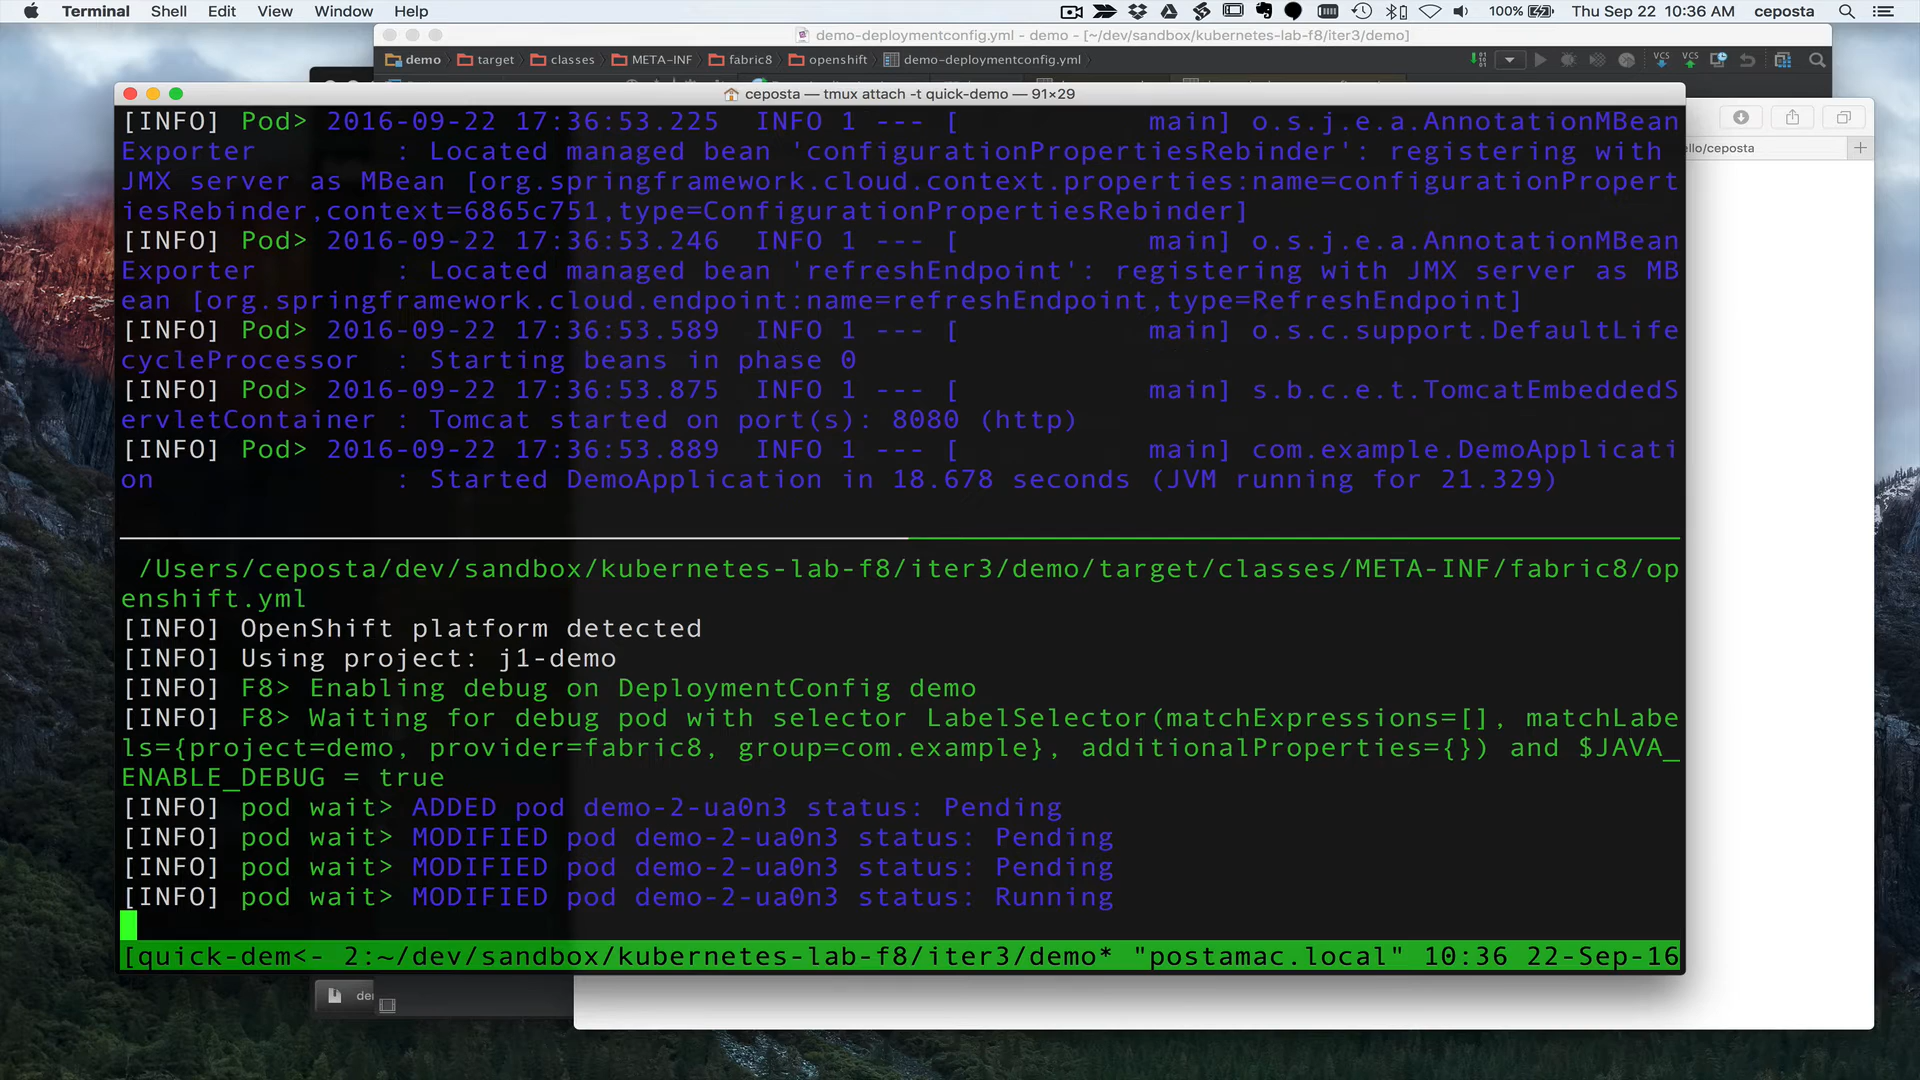 Terminal Shell Edit View Window Help 100% Thu Sep 22 10:36 AM ceposta
demo-deploymentconfig.yml - demo - [~/dev/sandbox/kubernetes-lab-f8/iter3/demo]
demo target classes META-INF fabric8 openshift demo-deploymentconfig.yml VCS VCS
ceposta — tmux attach -t quick-demo — 91×29
[INFO] Pod> 2016-09-22 17:36:53.225  INFO 1 --- [           main] o.s.j.e.a.AnnotationMBean
Exporter        : Located managed bean 'configurationPropertiesRebinder': registering with
JMX server as MBean [org.springframework.cloud.context.properties:name=configurationPropert
iesRebinder,context=6865c751,type=ConfigurationPropertiesRebinder]
[INFO] Pod> 2016-09-22 17:36:53.246  INFO 1 --- [           main] o.s.j.e.a.AnnotationMBean
Exporter        : Located managed bean 'refreshEndpoint': registering with JMX server as MB
ean [org.springframework.cloud.endpoint:name=refreshEndpoint,type=RefreshEndpoint]
[INFO] Pod> 2016-09-22 17:36:53.589  INFO 1 --- [           main] o.s.c.support.DefaultLife
cycleProcessor  : Starting beans in phase 0
[INFO] Pod> 2016-09-22 17:36:53.875  INFO 1 --- [           main] s.b.c.e.t.TomcatEmbeddedS
ervletContainer : Tomcat started on port(s): 8080 (http)
[INFO] Pod> 2016-09-22 17:36:53.889  INFO 1 --- [           main] com.example.DemoApplicati
on              : Started DemoApplication in 18.678 seconds (JVM running for 21.329)
/Users/ceposta/dev/sandbox/kubernetes-lab-f8/iter3/demo/target/classes/META-INF/fabric8/op
enshift.yml
[INFO] OpenShift platform detected
[INFO] Using project: j1-demo
[INFO] F8> Enabling debug on DeploymentConfig demo
[INFO] F8> Waiting for debug pod with selector LabelSelector(matchExpressions=[], matchLabe
ls={project=demo, provider=fabric8, group=com.example}, additionalProperties={}) and $JAVA_
ENABLE_DEBUG = true
[INFO] pod wait> ADDED pod demo-2-ua0n3 status: Pending
[INFO] pod wait> MODIFIED pod demo-2-ua0n3 status: Pending
[INFO] pod wait> MODIFIED pod demo-2-ua0n3 status: Pending
[INFO] pod wait> MODIFIED pod demo-2-ua0n3 status: Running
[quick-dem<- 2:~/dev/sandbox/kubernetes-lab-f8/iter3/demo* "postamac.local" 10:36 22-Sep-16
ello/ceposta
der